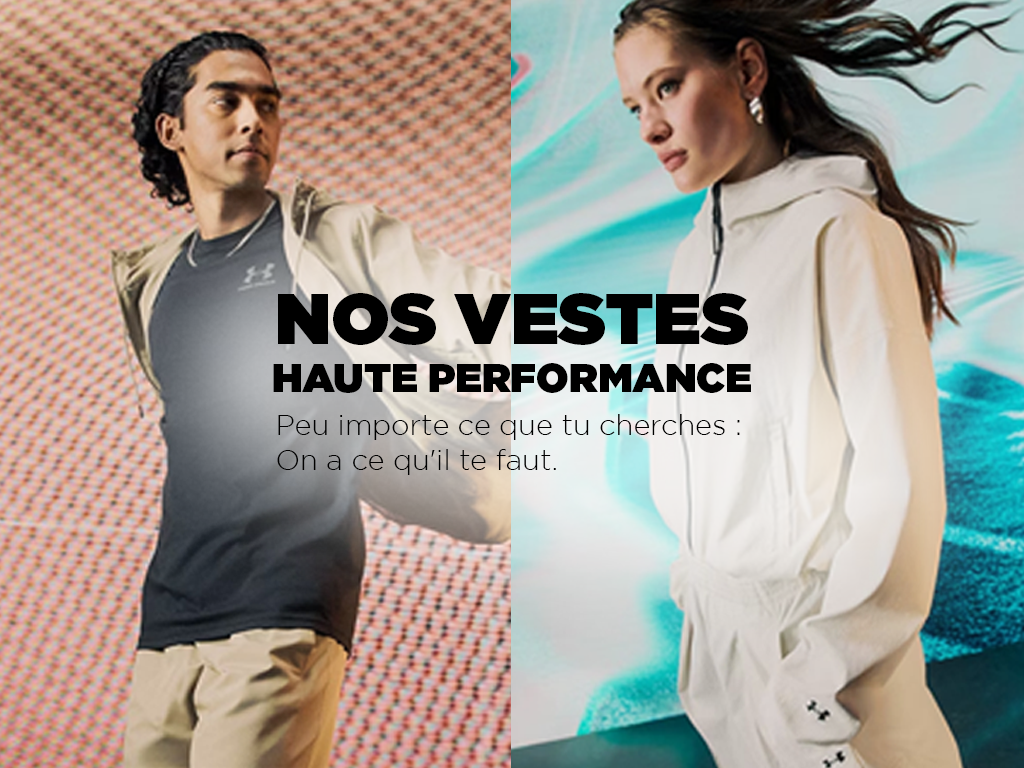 NOS VESTES
HAUTE PERFORMANCE
Peu importe ce que tu cherches :
On a ce qu'il te faut.